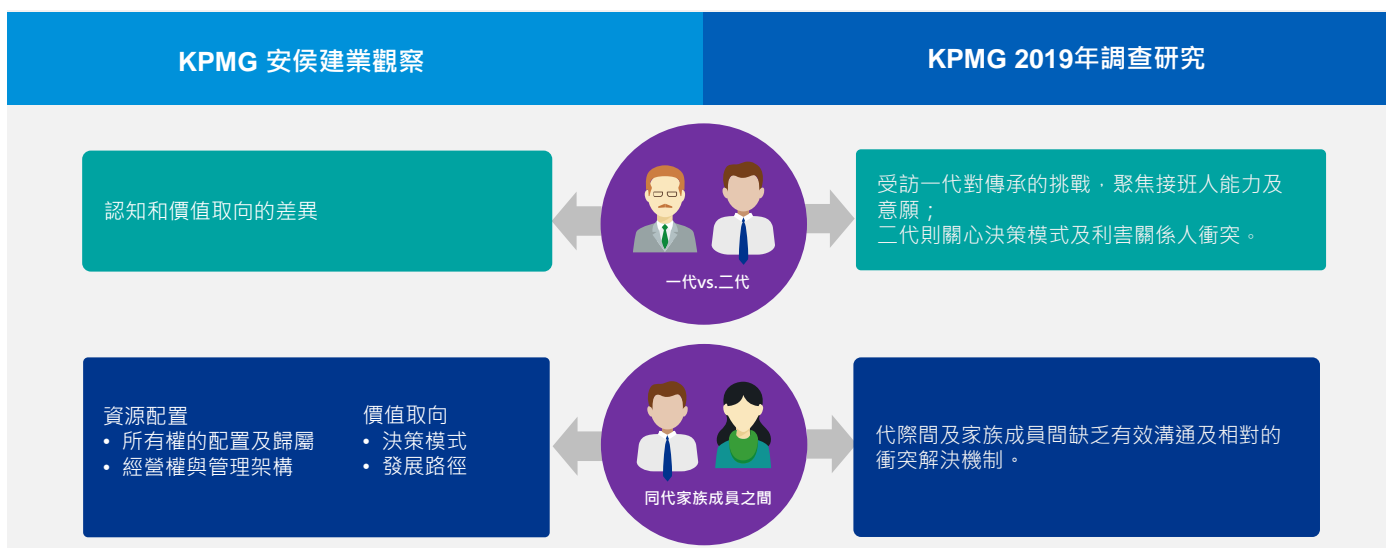 KPMG 安侯建業觀察
KPMG 2019年調查研究
認知和價值取向的差異
一代vs.二代
受訪一代對傳承的挑戰，聚焦接班人能力及
意願；
二代則關心決策模式及利害關係人衝突。
資源配置
• 所有權的配置及歸屬
• 經營權與管理架構
價值取向
• 決策模式
• 發展路徑
同代家族成員之間
代際間及家族成員間缺乏有效溝通及相對的
衝突解決機制。